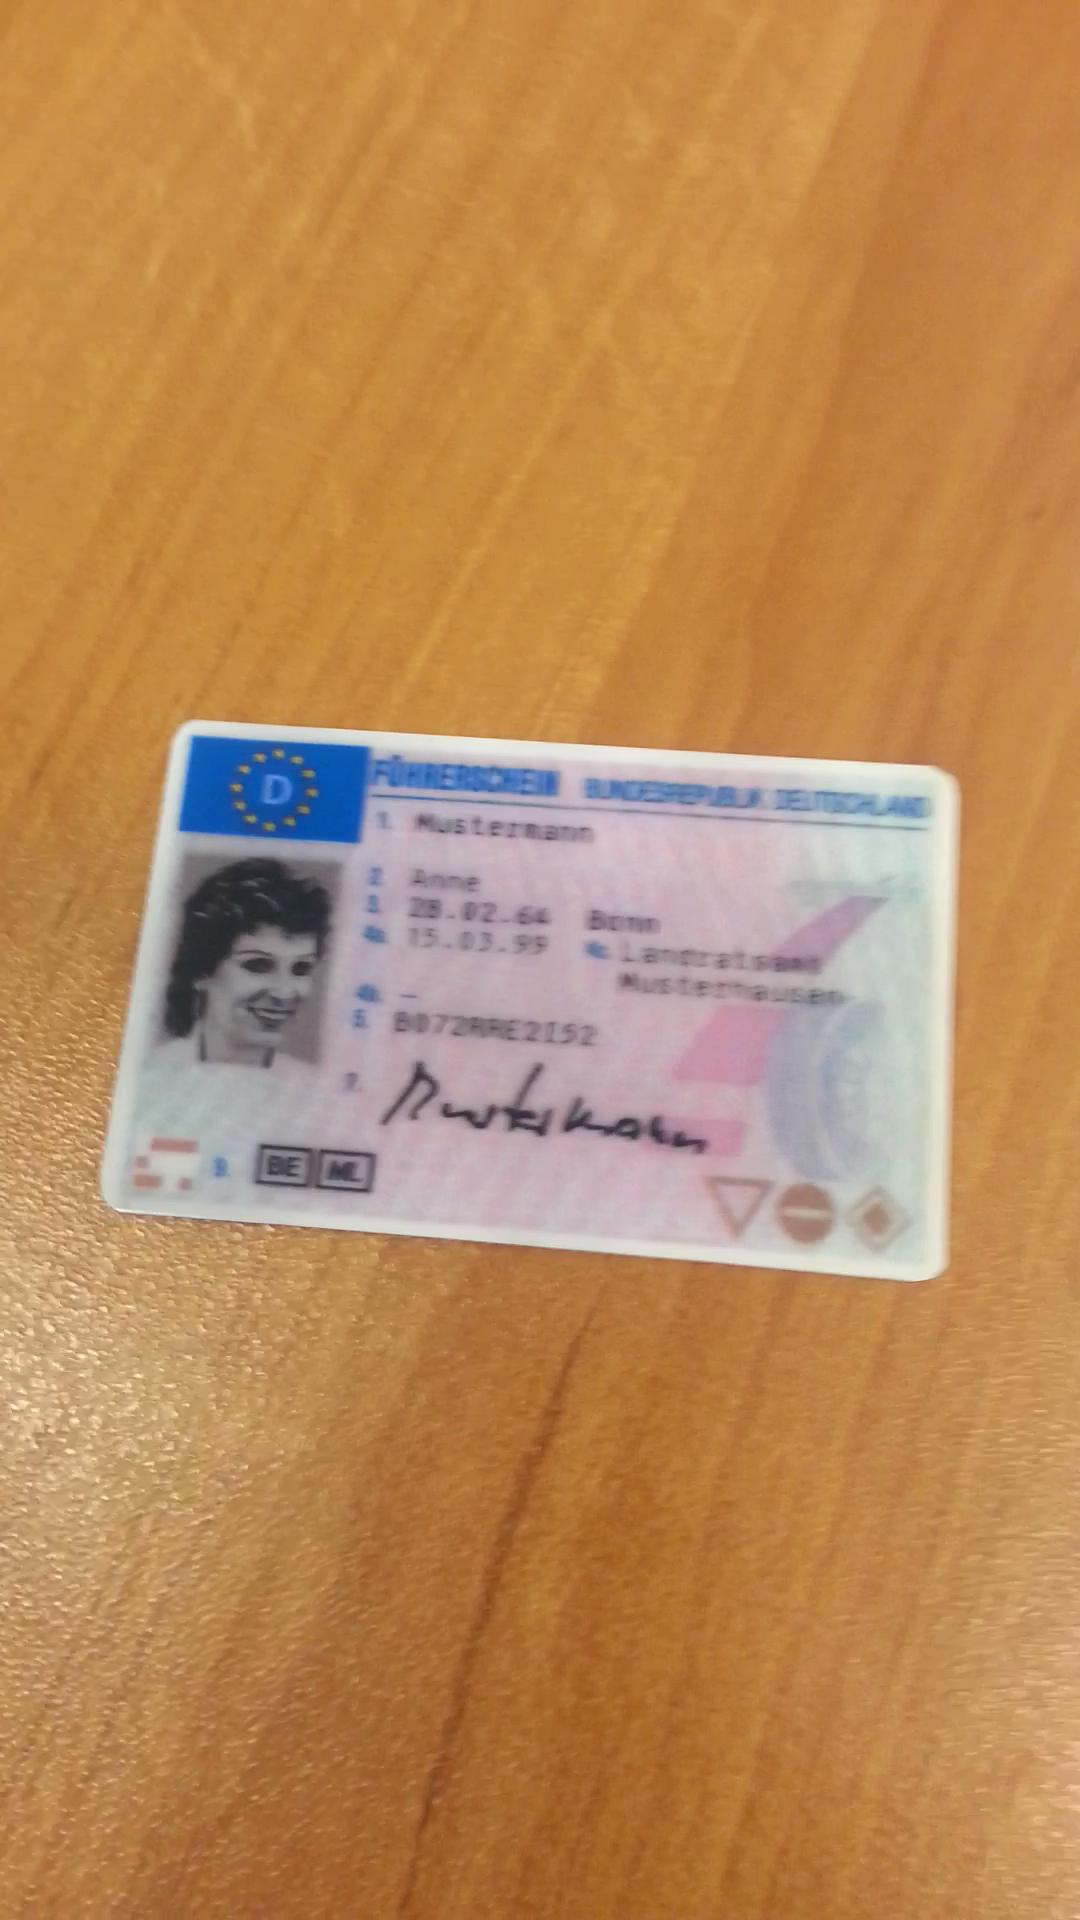 D
FÜHRERSCHEIN BUNDESREPUBLIK DEUTSCHLAND
1. Mustermann
2. Anne
3. 28.02.64 Bonn
4a. 15.03.99 4c. Landratsamt
Musterhausen
4b. –
5. B072RRE2I52
7. Mustermann
9. BE ML